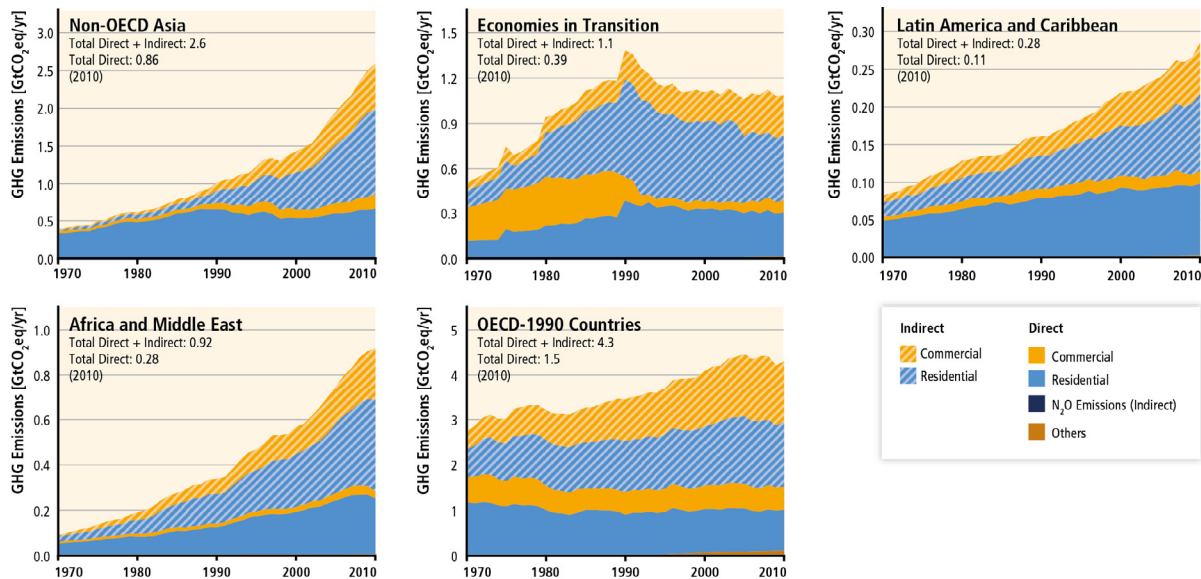 Non-OECD Asia
Total Direct + Indirect: 2.6
Total Direct: 0.86
(2010)
GHG Emissions [GtCO2eq/yr]
3.0
2.5
2.0
1.5
1.0
0.5
0.0
1970
1980
1990
2000
2010
Economies in Transition
Total Direct + Indirect: 1.1
Total Direct: 0.39
(2010)
GHG Emissions [GtCO2eq/yr]
1.5
1.2
0.9
0.6
0.3
0.0
1970
1980
1990
2000
2010
Latin America and Caribbean
Total Direct + Indirect: 0.28
Total Direct: 0.11
(2010)
GHG Emissions [GtCO2eq/yr]
0.30
0.25
0.20
0.15
0.10
0.05
0.00
1970
1980
1990
2000
2010
Africa and Middle East
Total Direct + Indirect: 0.92
Total Direct: 0.28
(2010)
GHG Emissions [GtCO2eq/yr]
1.0
0.8
0.6
0.4
0.2
0.0
1970
1980
1990
2000
2010
OECD-1990 Countries
Total Direct + Indirect: 4.3
Total Direct: 1.5
(2010)
GHG Emissions [GtCO2eq/yr]
5
4
3
2
1
0
1970
1980
1990
2000
2010
Indirect
Commercial
Residential
Direct
Commercial
Residential
N2O Emissions (Indirect)
Others